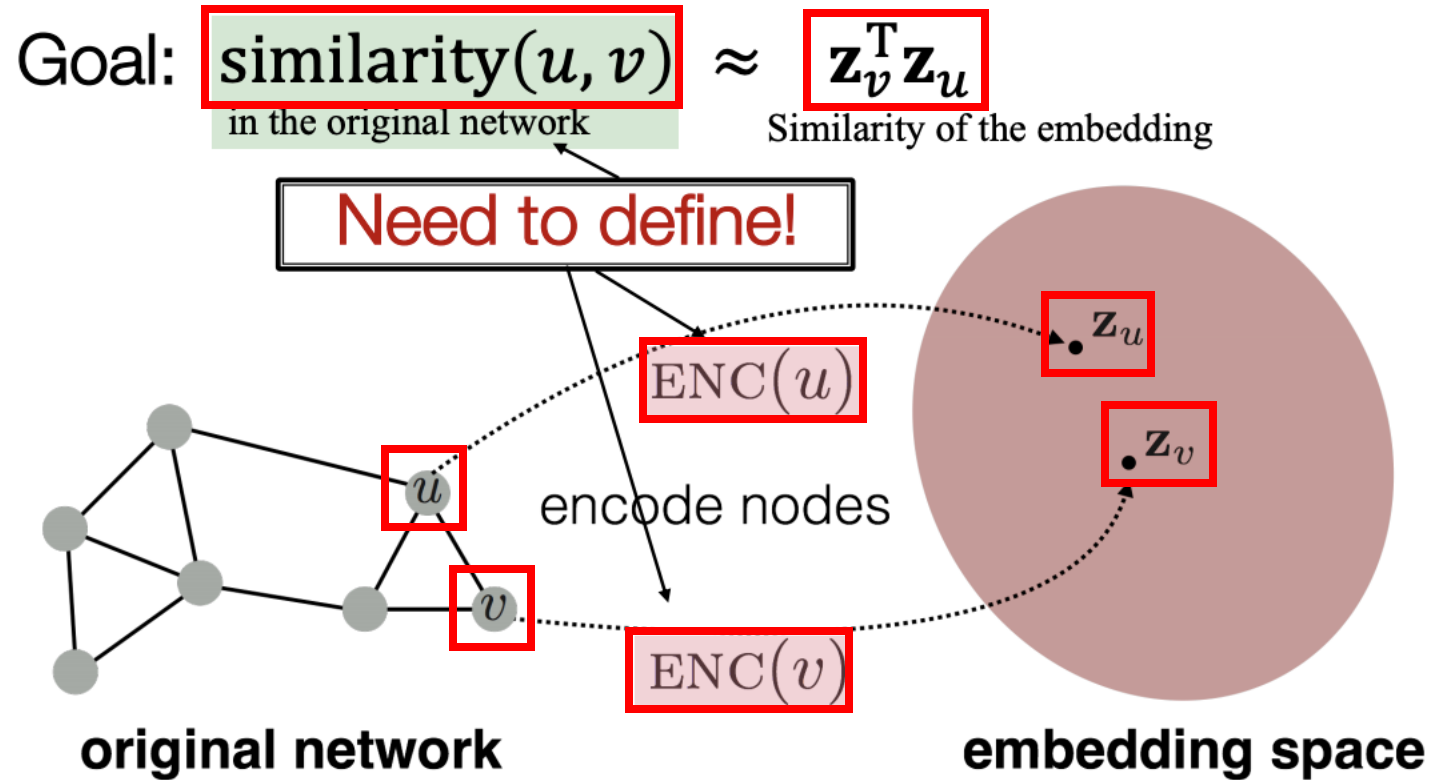 Goal: similarity(u, v) ≈ z_v^T z_u
in the original network
Similarity of the embedding
Need to define!
z_u
ENC(u)
z_v
u
encode nodes
v
ENC(v)
original network
embedding space